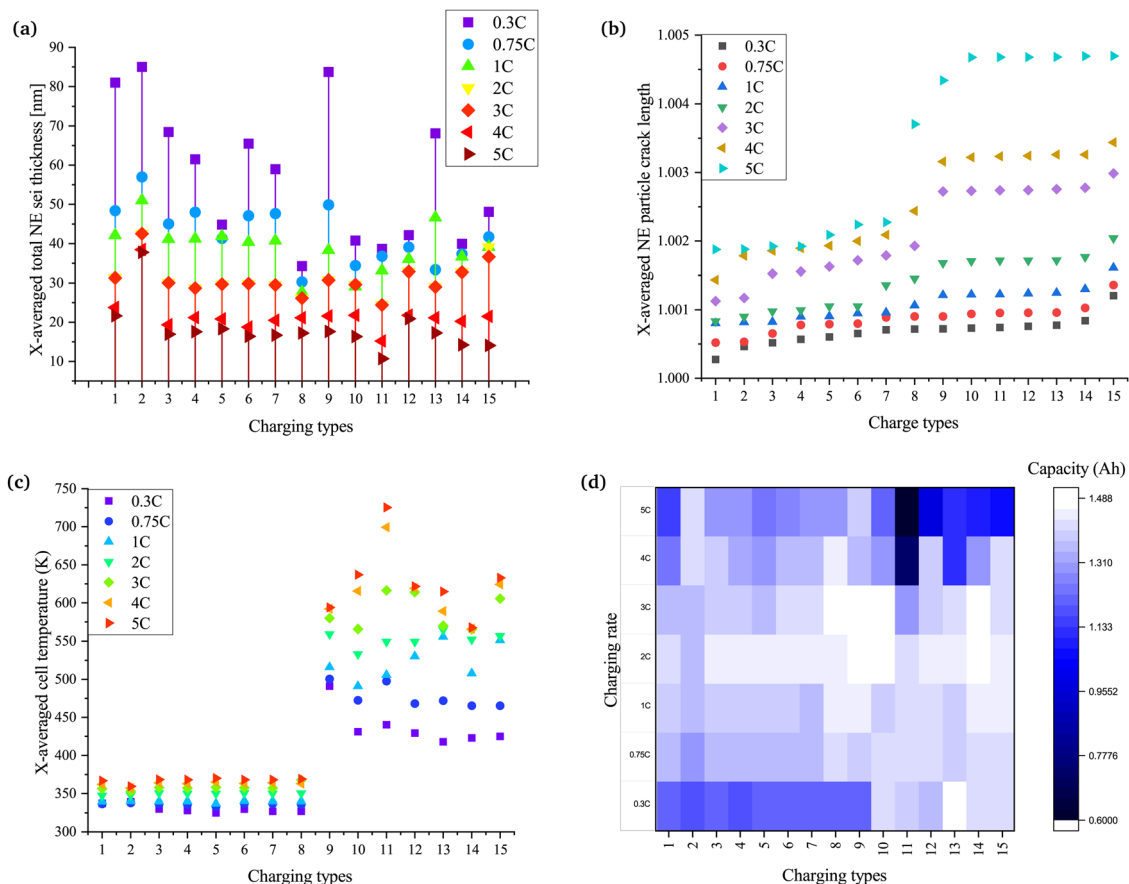 (a)
0.3C
0.75C
1C
2C
3C
4C
5C
X-averaged total NE sei thickness [nm]
90
80
70
60
50
40
30
20
10
1 2 3 4 5 6 7 8 9 10 11 12 13 14 15
Charging types
(b)
0.3C
0.75C
1C
2C
3C
4C
5C
X-averaged NE particle crack length
1.005
1.004
1.003
1.002
1.001
1.000
1 2 3 4 5 6 7 8 9 10 11 12 13 14 15
Charge types
(c)
0.3C
0.75C
1C
2C
3C
4C
5C
X-averaged cell temperature (K)
750
700
650
600
550
500
450
400
350
300
1 2 3 4 5 6 7 8 9 10 11 12 13 14 15
Charging types
(d)
Capacity (Ah)
Charging rate
5C
4C
3C
2C
1C
0.75C
0.3C
1 2 3 4 5 6 7 8 9 10 11 12 13 14 15
Charging types
1.488
1.310
1.133
0.9552
0.7776
0.6000